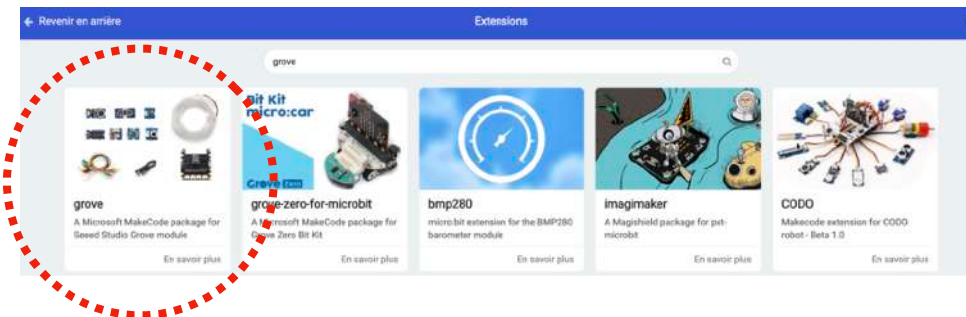 Revenir en arrière
Extensions
grove
Bit Kit
micro:car
Grove Zero
grove
A Microsoft MakeCode package for
Seeed Studio Grove module
En savoir plus
grove-zero-for-microbit
A Microsoft MakeCode package for
Grove Zero Bit Kit
En savoir plus
bmp280
micro:bit extension for the BMP280
barometer module
En savoir plus
imagimaker
A Magishield package for pxt-
microbit
En savoir plus
CODO
Makecode extension for CODO
robot - Beta 1.0
En savoir plus